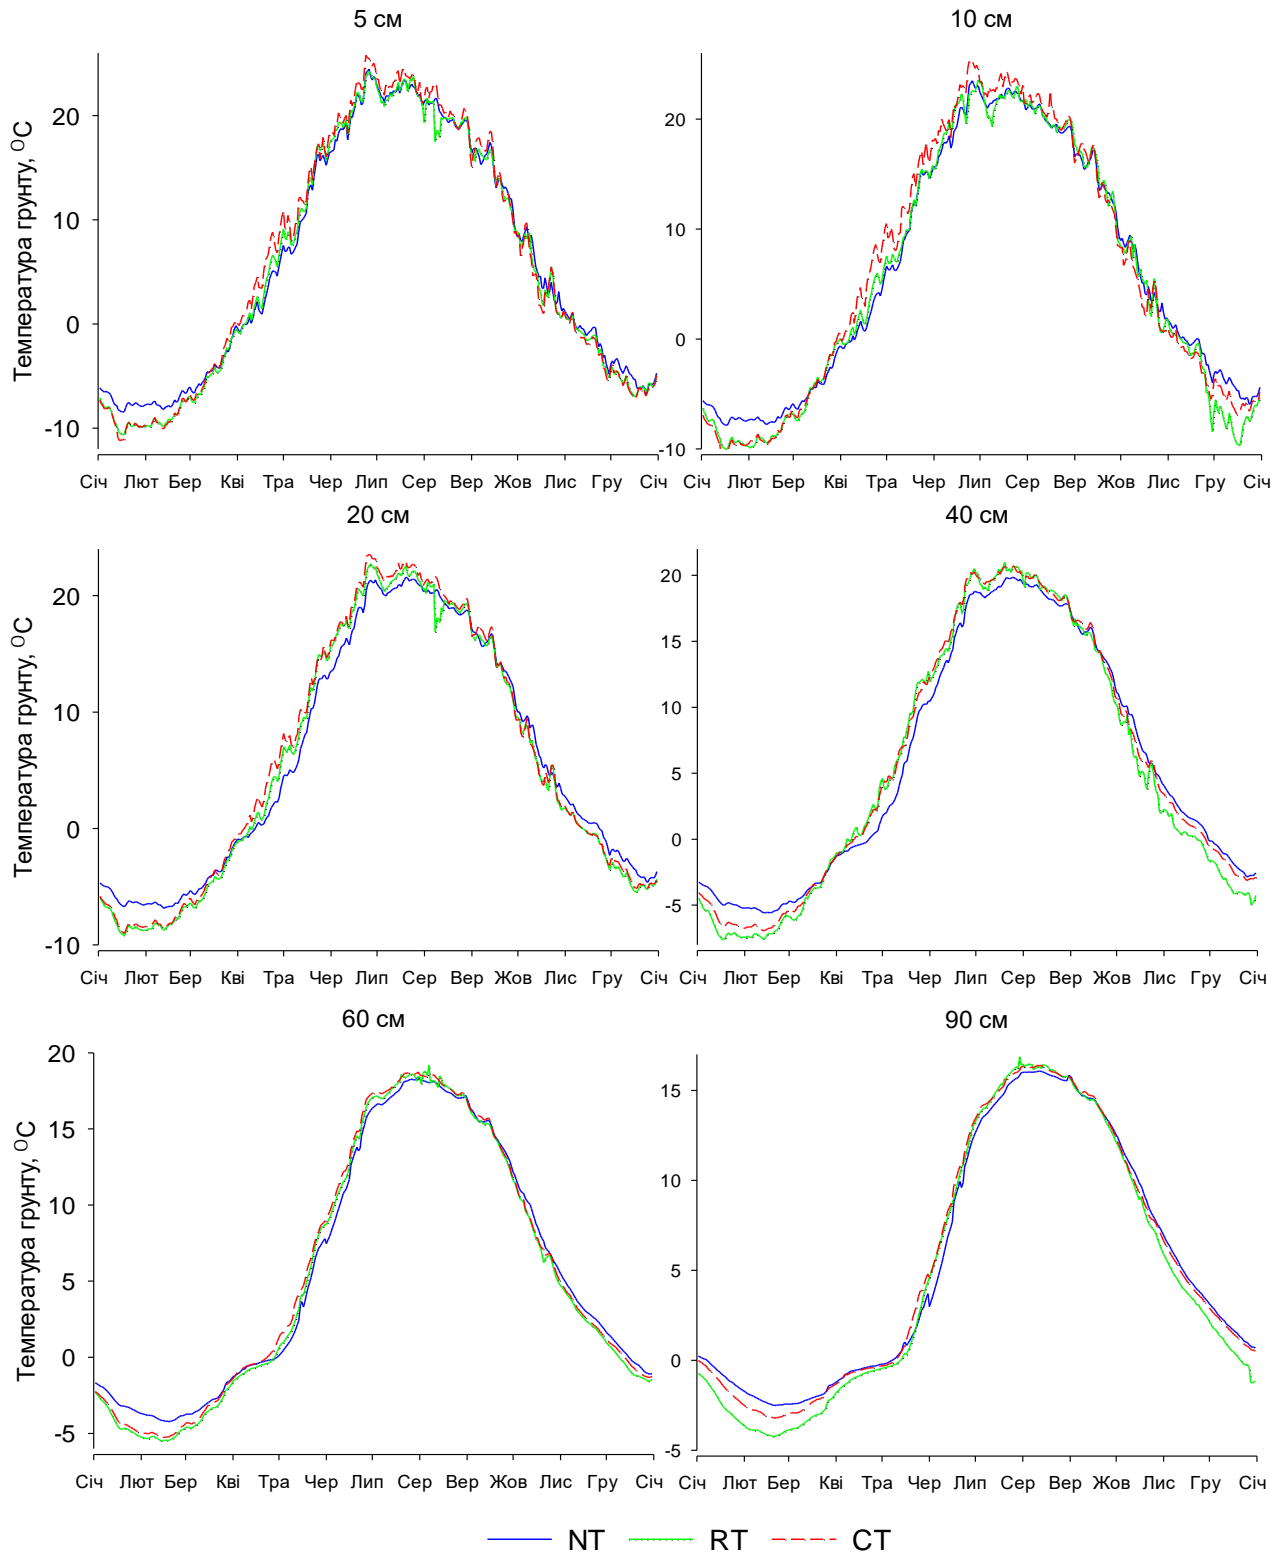 5 см
10 см
Температура грунту, ОС
20
10
0
-10
20
10
0
-10
Січ Лют Бер Кві Тра Чер Лип Сер Вер Жов Лис Гру Січ
Січ Лют Бер Кві Тра Чер Лип Сер Вер Жов Лис Гру Січ
20 см
40 см
Температура грунту, ОС
20
10
0
-10
20
15
10
5
0
-5
Січ Лют Бер Кві Тра Чер Лип Сер Вер Жов Лис Гру Січ
Січ Лют Бер Кві Тра Чер Лип Сер Вер Жов Лис Гру Січ
60 см
90 см
Температура грунту, ОС
20
15
10
5
0
-5
15
10
5
0
-5
Січ Лют Бер Кві Тра Чер Лип Сер Вер Жов Лис Гру Січ
Січ Лют Бер Кві Тра Чер Лип Сер Вер Жов Лис Гру Січ
NT RT CT